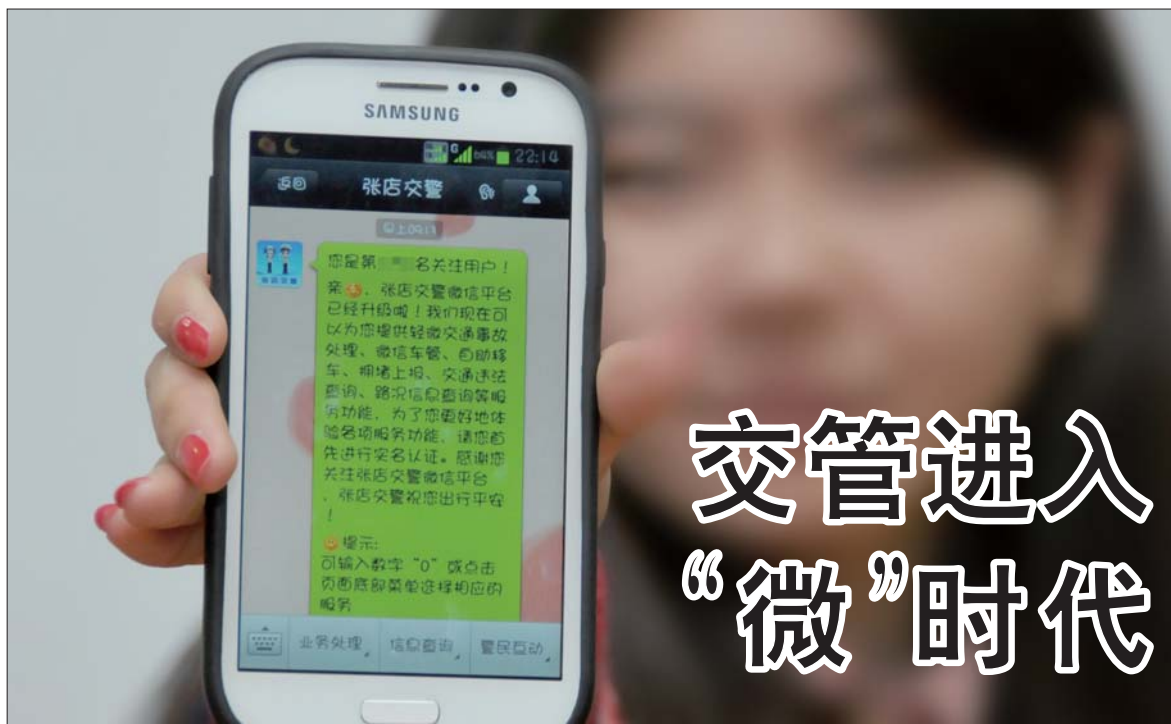 SAMSUNG
64% 22:14
返回 张店交警
早上09:13
您是第 名关注用户！
亲，张店交警微信平台
已经升级啦！我们现在可
以为您提供轻微交通事故
处理、微信车管、自助移
车、拥堵上报、交通违法
查询、路况信息查询等服
务功能，为了您更好地体
验各项服务功能，请您首
先进行实名认证。感谢您
关注张店交警微信平台
，张店交警祝您出行平安
！
提示:
可输入数字“0”或点击
页面底部菜单选择相应的
服务
业务处理 信息查询 警民互动
交管进入
“微”时代